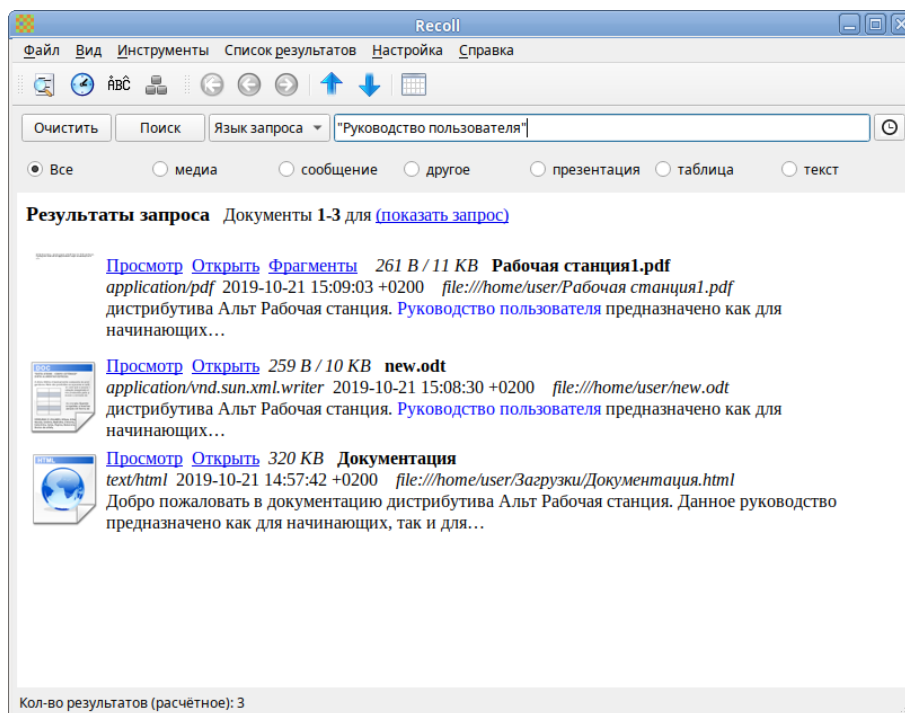 Recoll
Файл Вид Инструменты Список результатов Настройка Справка
ÀBĈ
Очистить Поиск Язык запроса "Руководство пользователя"
Все медиа сообщение другое презентация таблица текст
Результаты запроса Документы 1-3 для (показать запрос)
Просмотр Открыть Фрагменты 261 B / 11 KB Рабочая станция1.pdf
application/pdf 2019-10-21 15:09:03 +0200 file:///home/user/Рабочая станция1.pdf
дистрибутива Альт Рабочая станция. Руководство пользователя предназначено как для
начинающих…
DOC
Просмотр Открыть 259 B / 10 KB new.odt
application/vnd.sun.xml.writer 2019-10-21 15:08:30 +0200 file:///home/user/new.odt
дистрибутива Альт Рабочая станция. Руководство пользователя предназначено как для
начинающих…
HTML
Просмотр Открыть 320 KB Документация
text/html 2019-10-21 14:57:42 +0200 file:///home/user/Загрузки/Документация.html
Добро пожаловать в документацию дистрибутива Альт Рабочая станция. Данное руководство
предназначено как для начинающих, так и для…
Кол-во результатов (расчётное): 3